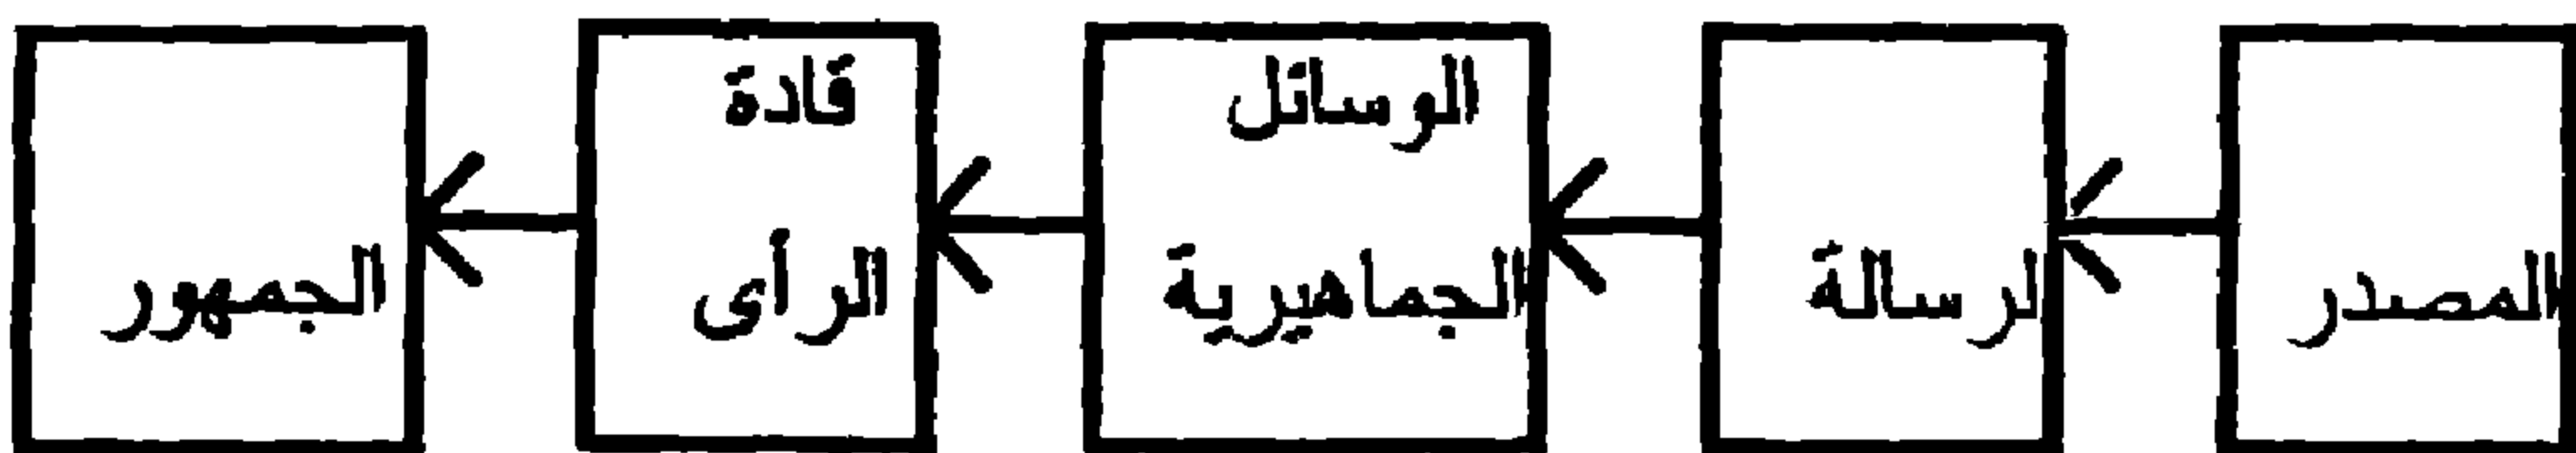 المصدر
الرسالة
الوسائل
الجماهيرية
قادة
الرأى
الجمهور